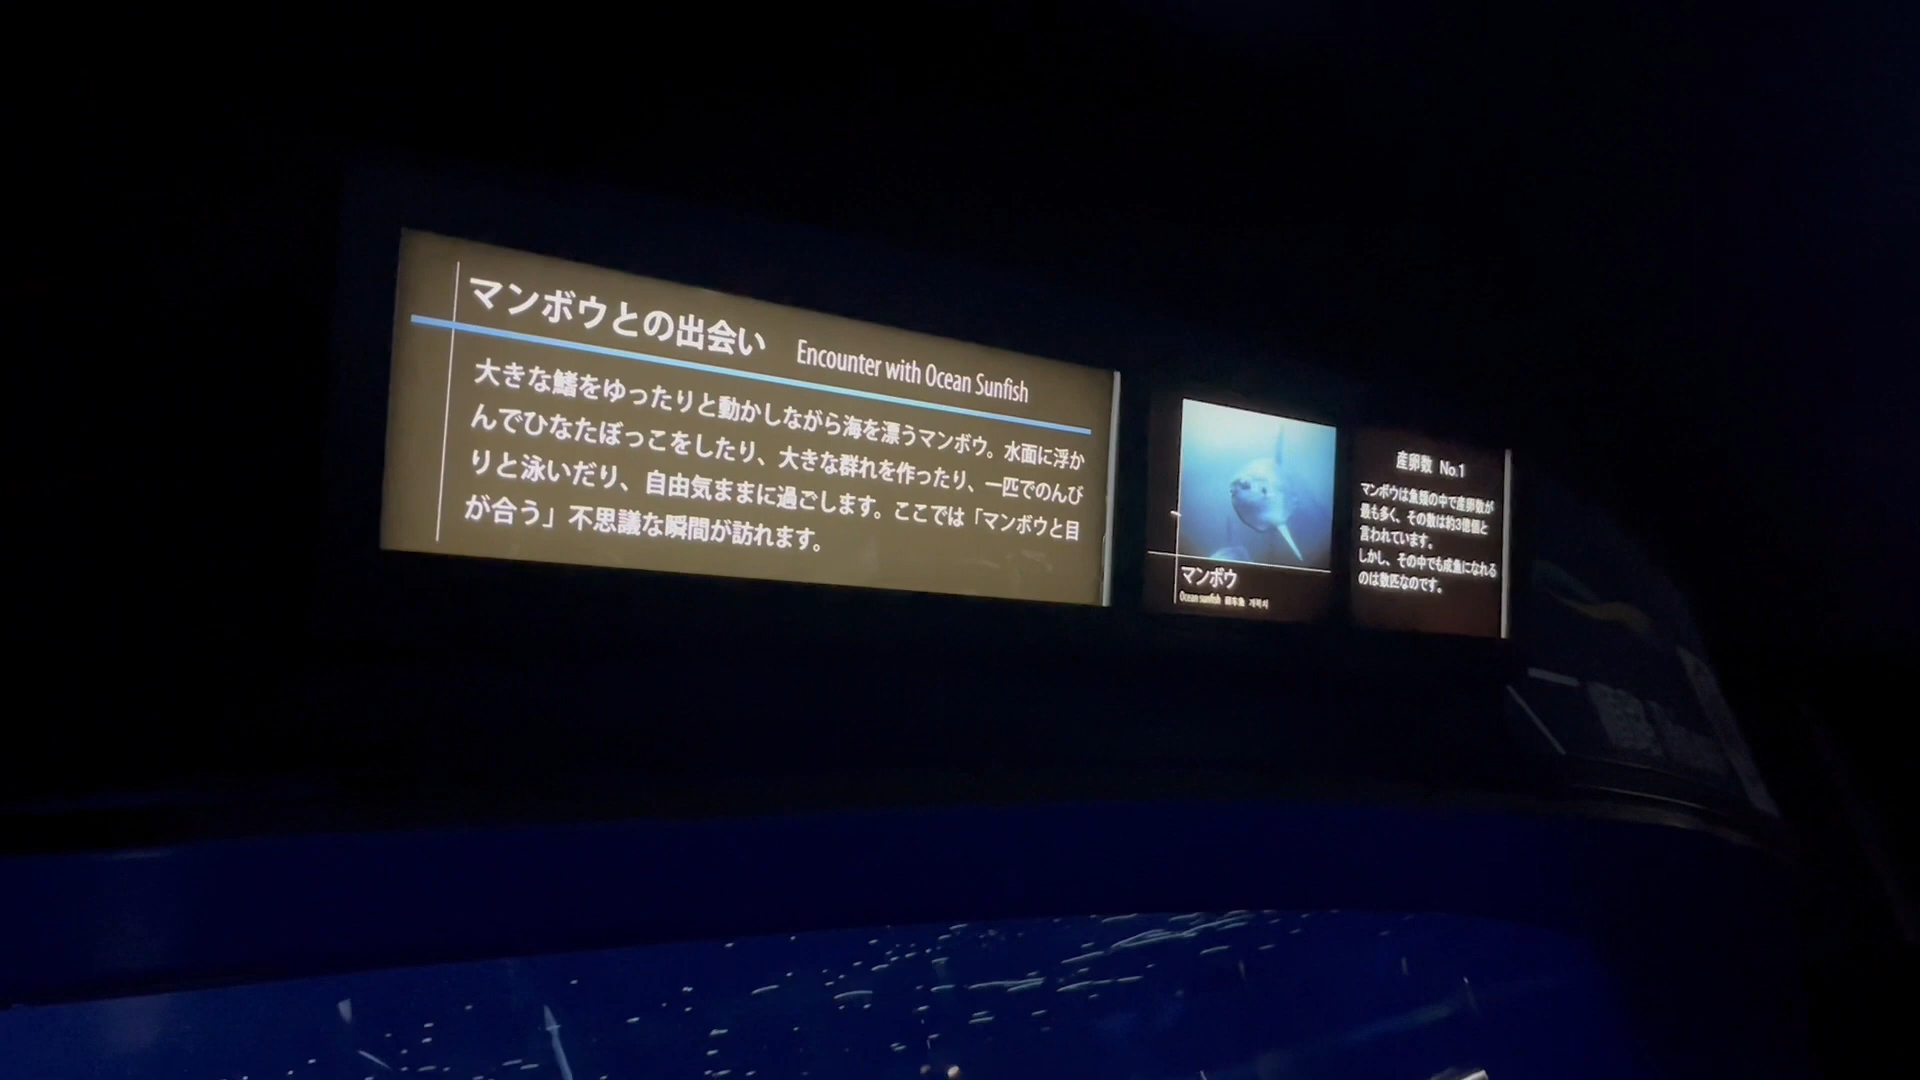 マンボウとの出会い Encounter with Ocean Sunfish
大きな鰭をゆったりと動かしながら海を漂うマンボウ。水面に浮か
んでひなたぼっこをしたり、大きな群れを作ったり、一匹でのんび
りと泳いだり、自由気ままに過ごします。ここでは「マンボウと目
が合う」不思議な瞬間が訪れます。
マンボウ
Ocean sunfish 翻车鱼 개복치
産卵数 No.1
マンボウは魚類の中で産卵数が
最も多く、その数は約3億個と
言われています。
しかし、その中でも成魚になれる
のは数匹なのです。